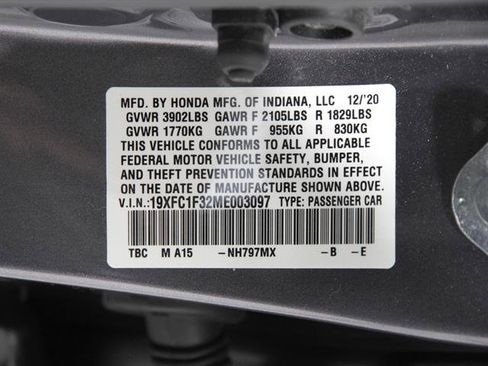 MFD. BY HONDA MFG. OF INDIANA, LLC 12/'20
GVWR 3902LBS GAWR F 2105LBS R 1829LBS
GVWR 1770KG GAWR F 955KG R 830KG
THIS VEHICLE CONFORMS TO ALL APPLICABLE
FEDERAL MOTOR VEHICLE SAFETY, BUMPER,
AND THEFT PREVENTION STANDARDS IN EFFECT
ON THE DATE OF MANUFACTURE SHOWN ABOVE.
V.I.N.:19XFC1F32ME003097 TYPE: PASSENGER CAR
TBC M A15 –NH797MX –B –E